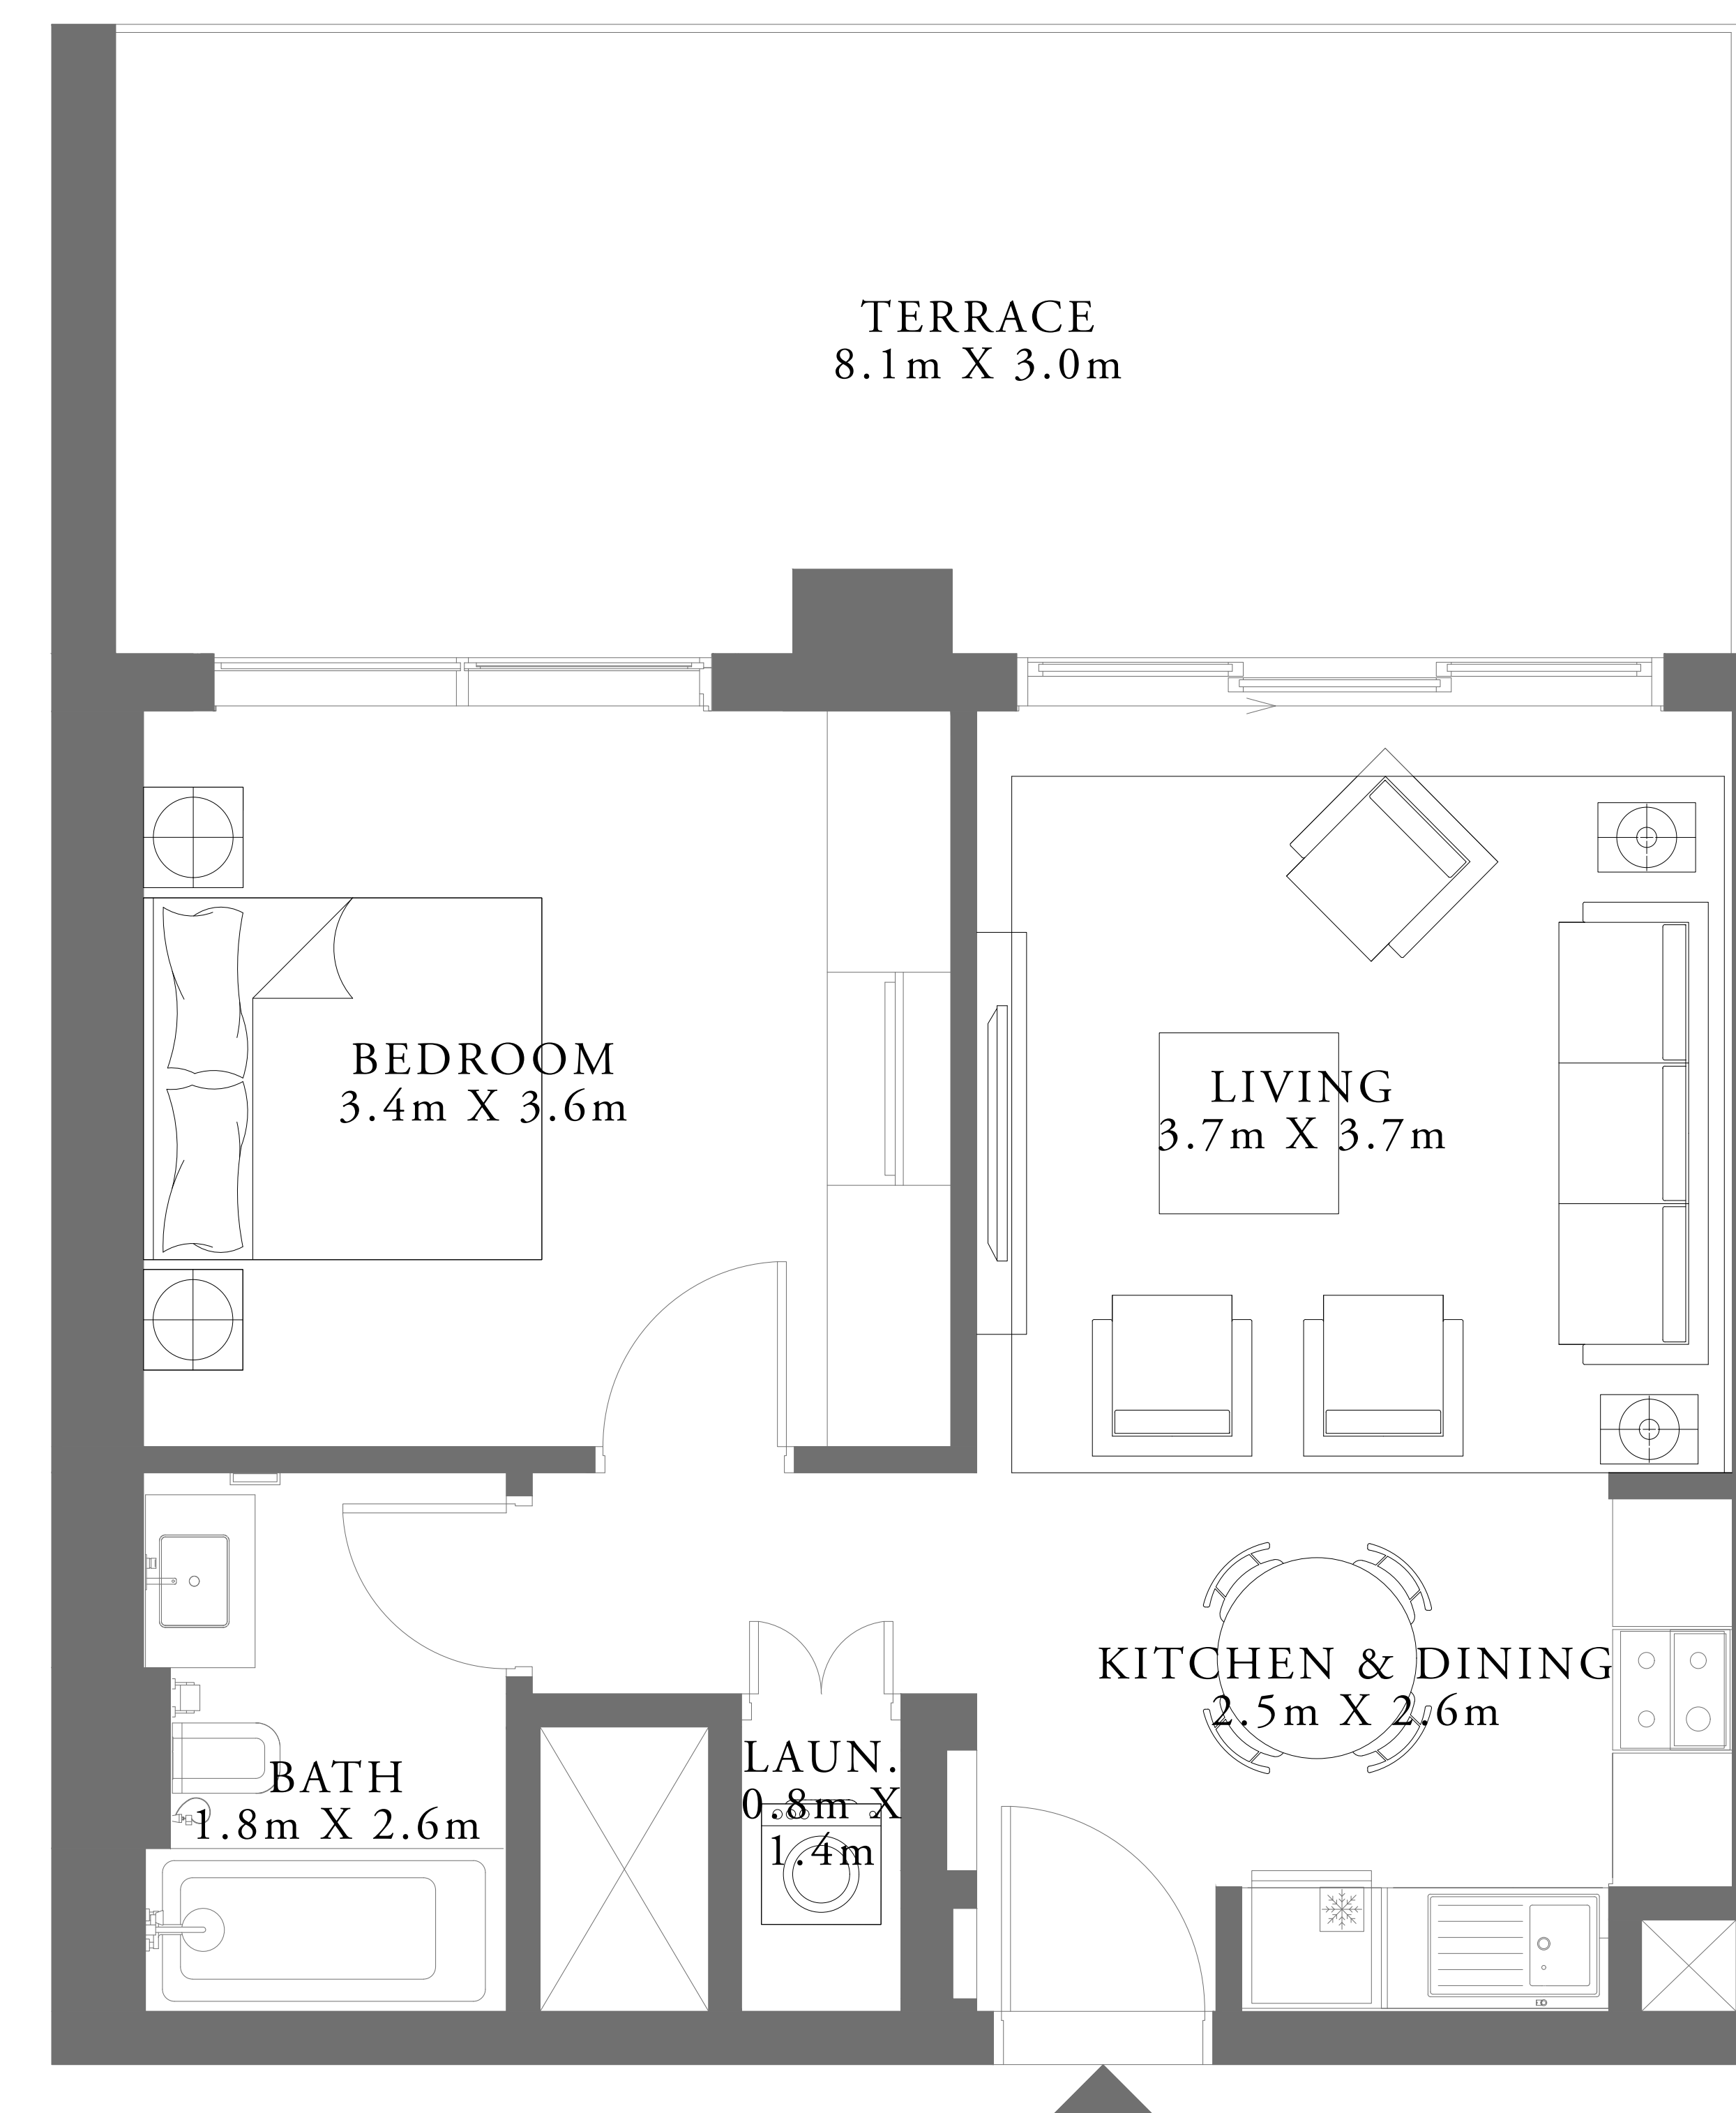 TERRACE
8.1m X 3.0m
BEDROOM
3.4m X 3.6m
LIVING
3.7m X 3.7m
KITCHEN & DINING
2.5m X 2.6m
LAUN.
0.8m X
1.4m
BATH
1.8m X 2.6m